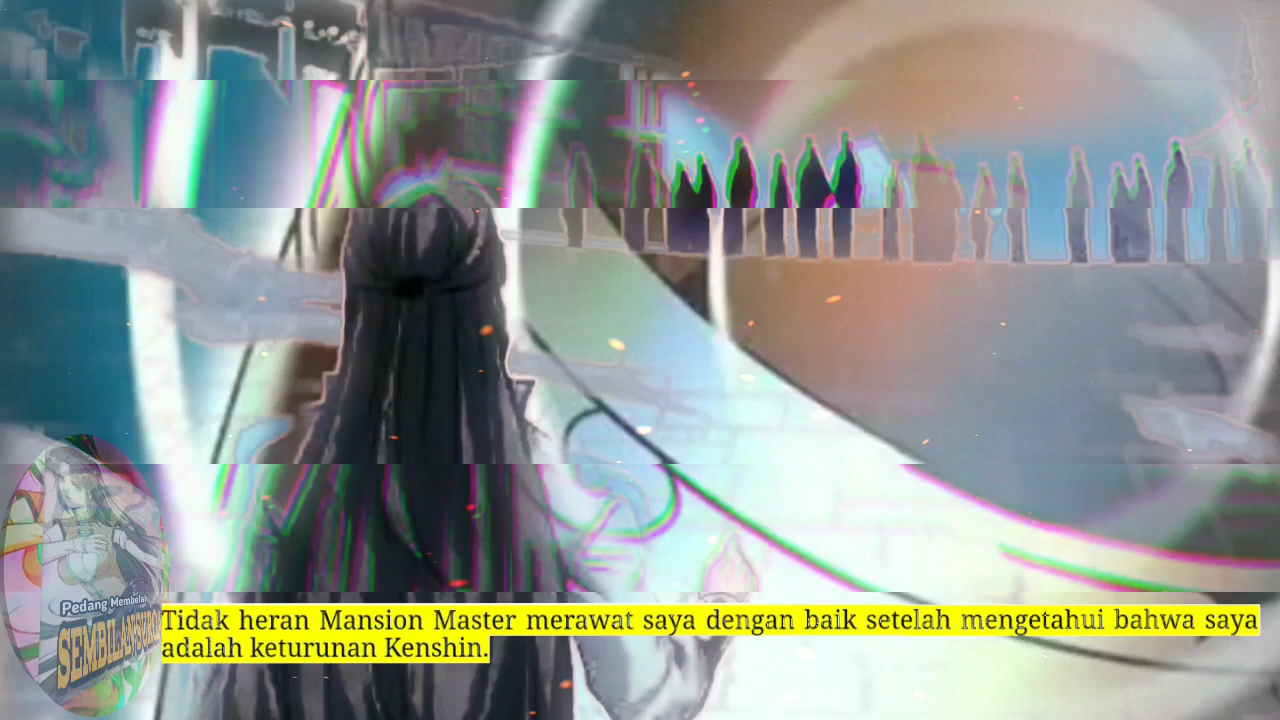 Pedang Membelah
Tidak heran Mansion Master merawat saya dengan baik setelah mengetahui bahwa saya
adalah keturunan Kenshin.